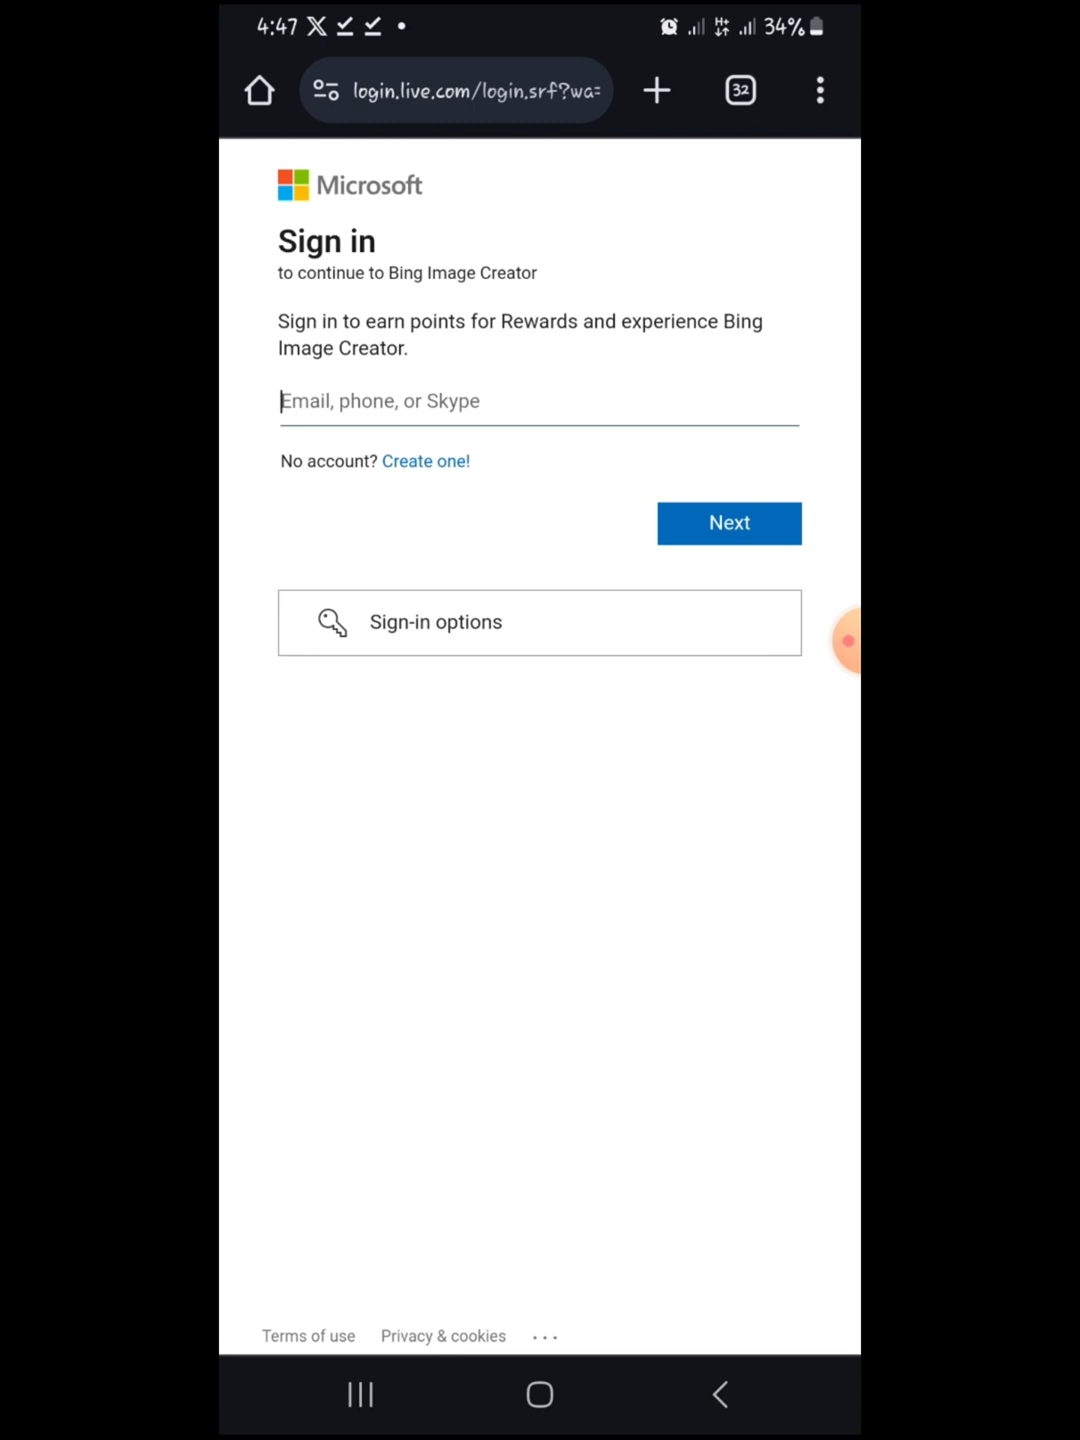 4:47
34%
login.live.com/login.srf?wa=
32
Microsoft
Sign in
to continue to Bing Image Creator
Sign in to earn points for Rewards and experience Bing
Image Creator.
Email, phone, or Skype
No account? Create one!
Next
Sign-in options
Terms of use Privacy & cookies ...